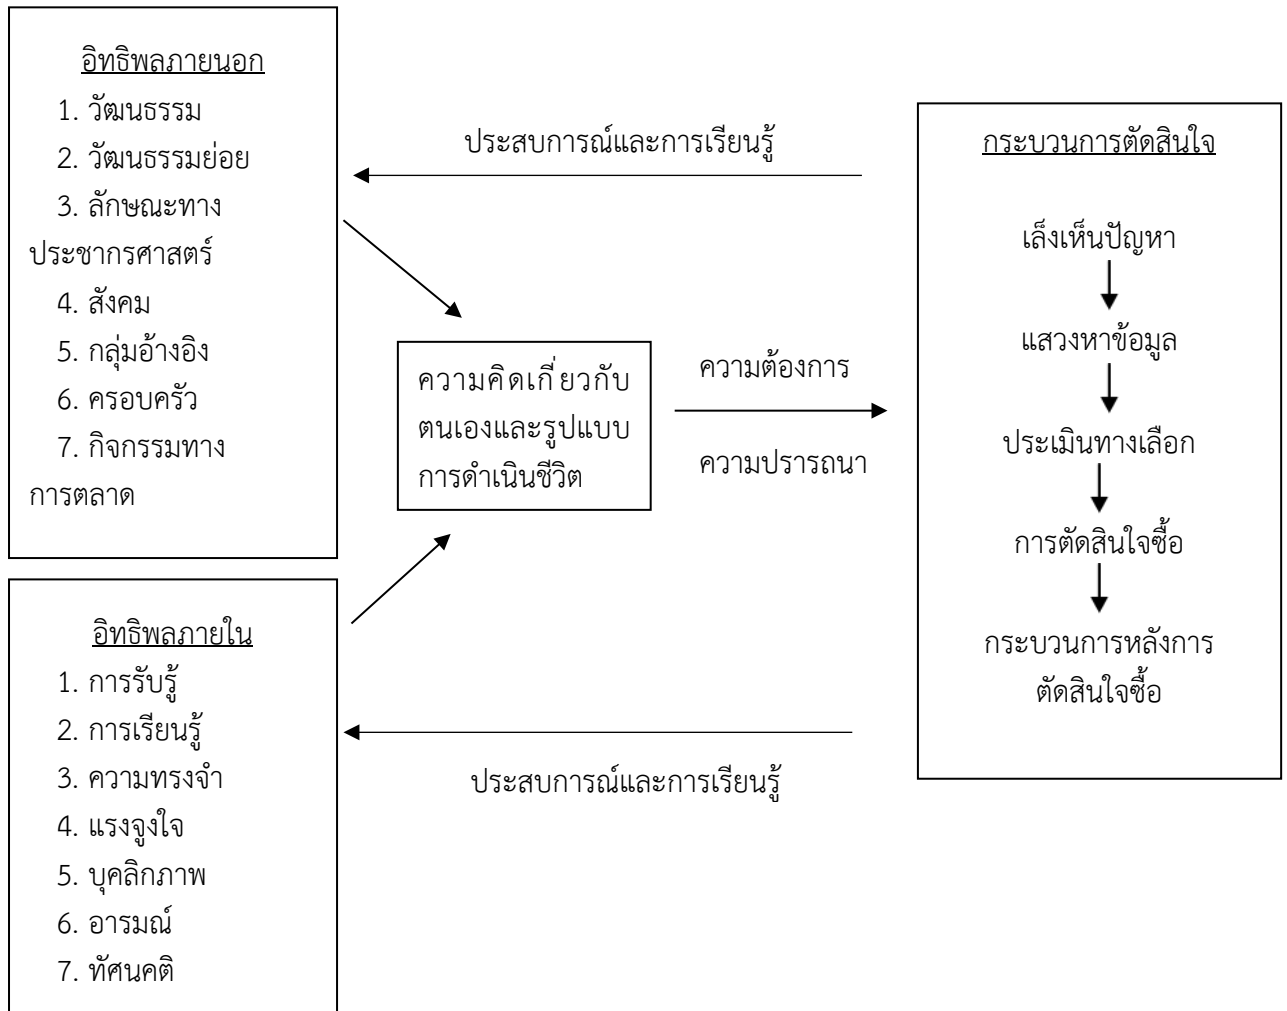 อิทธิพลภายนอก
1. วัฒนธรรม
2. วัฒนธรรมย่อย
3. ลักษณะทาง
ประชากรศาสตร์
4. สังคม
5. กลุ่มอ้างอิง
6. ครอบครัว
7. กิจกรรมทาง
การตลาด
อิทธิพลภายใน
1. การรับรู้
2. การเรียนรู้
3. ความทรงจำ
4. แรงจูงใจ
5. บุคลิกภาพ
6. อารมณ์
7. ทัศนคติ
ประสบการณ์และการเรียนรู้
ความคิดเกี่ยวกับ
ตนเองและรูปแบบ
การดำเนินชีวิต
ความต้องการ
ความปรารถนา
ประสบการณ์และการเรียนรู้
กระบวนการตัดสินใจ
เล็งเห็นปัญหา
แสวงหาข้อมูล
ประเมินทางเลือก
การตัดสินใจซื้อ
กระบวนการหลังการ
ตัดสินใจซื้อ